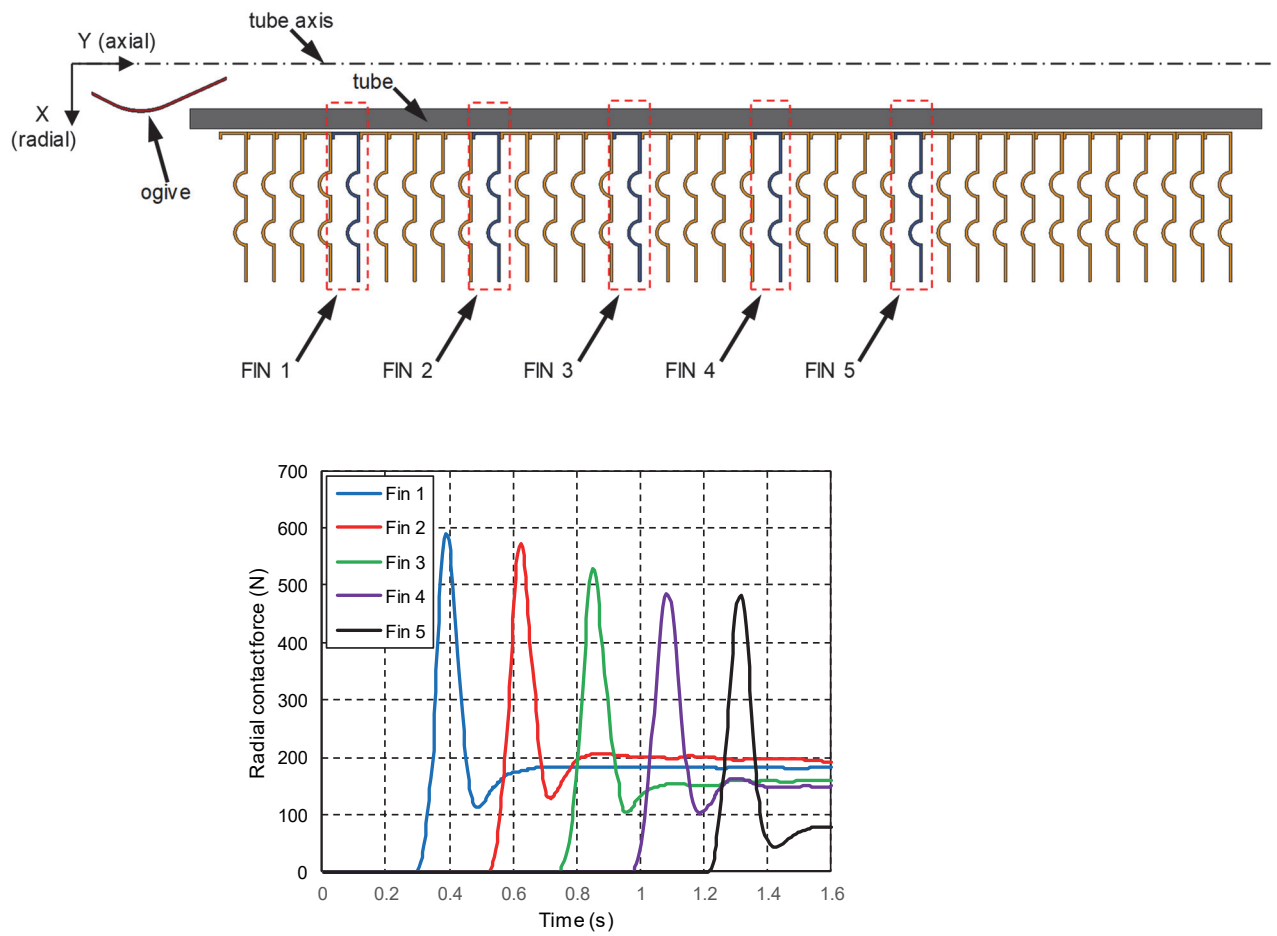 tube axis
Y (axial)
tube
X
(radial)
ogive
FIN 1
FIN 2
FIN 3
FIN 4
FIN 5
700
600
500
400
300
200
100
0
Radial contact force (N)
Fin 1
Fin 2
Fin 3
Fin 4
Fin 5
0
0.2
0.4
0.6
0.8
1
1.2
1.4
1.6
Time (s)